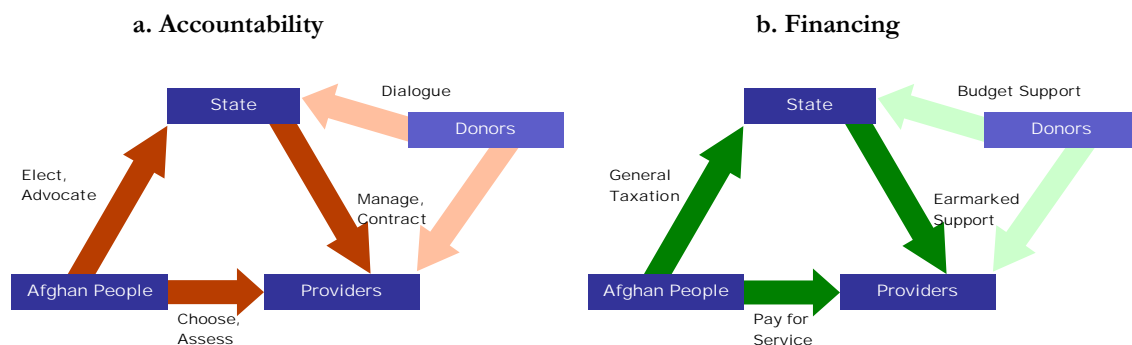 a. Accountability
State
Dialogue
Donors
Elect,
Advocate
Manage,
Contract
Afghan People
Providers
Choose,
Assess
b. Financing
State
Budget Support
Donors
General
Taxation
Earmarked
Support
Afghan People
Providers
Pay for
Service